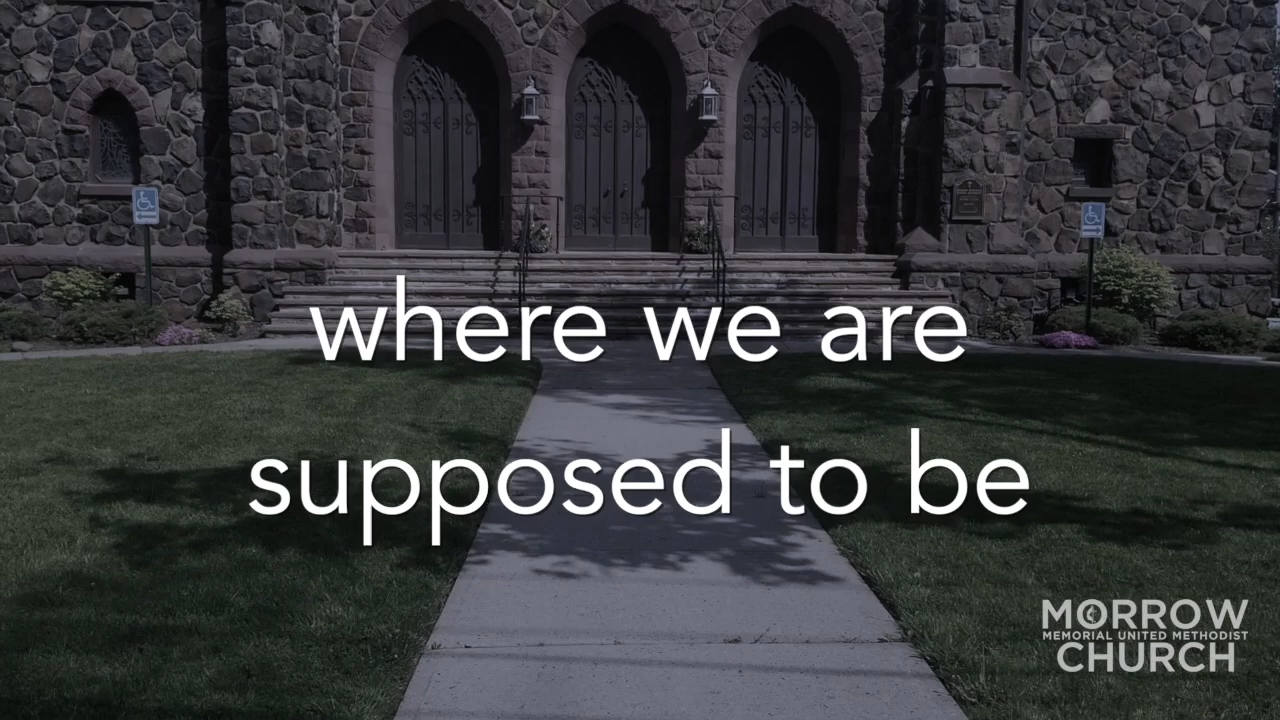 where we are
supposed to be
MORROW
MEMORIAL UNITED METHODIST
CHURCH